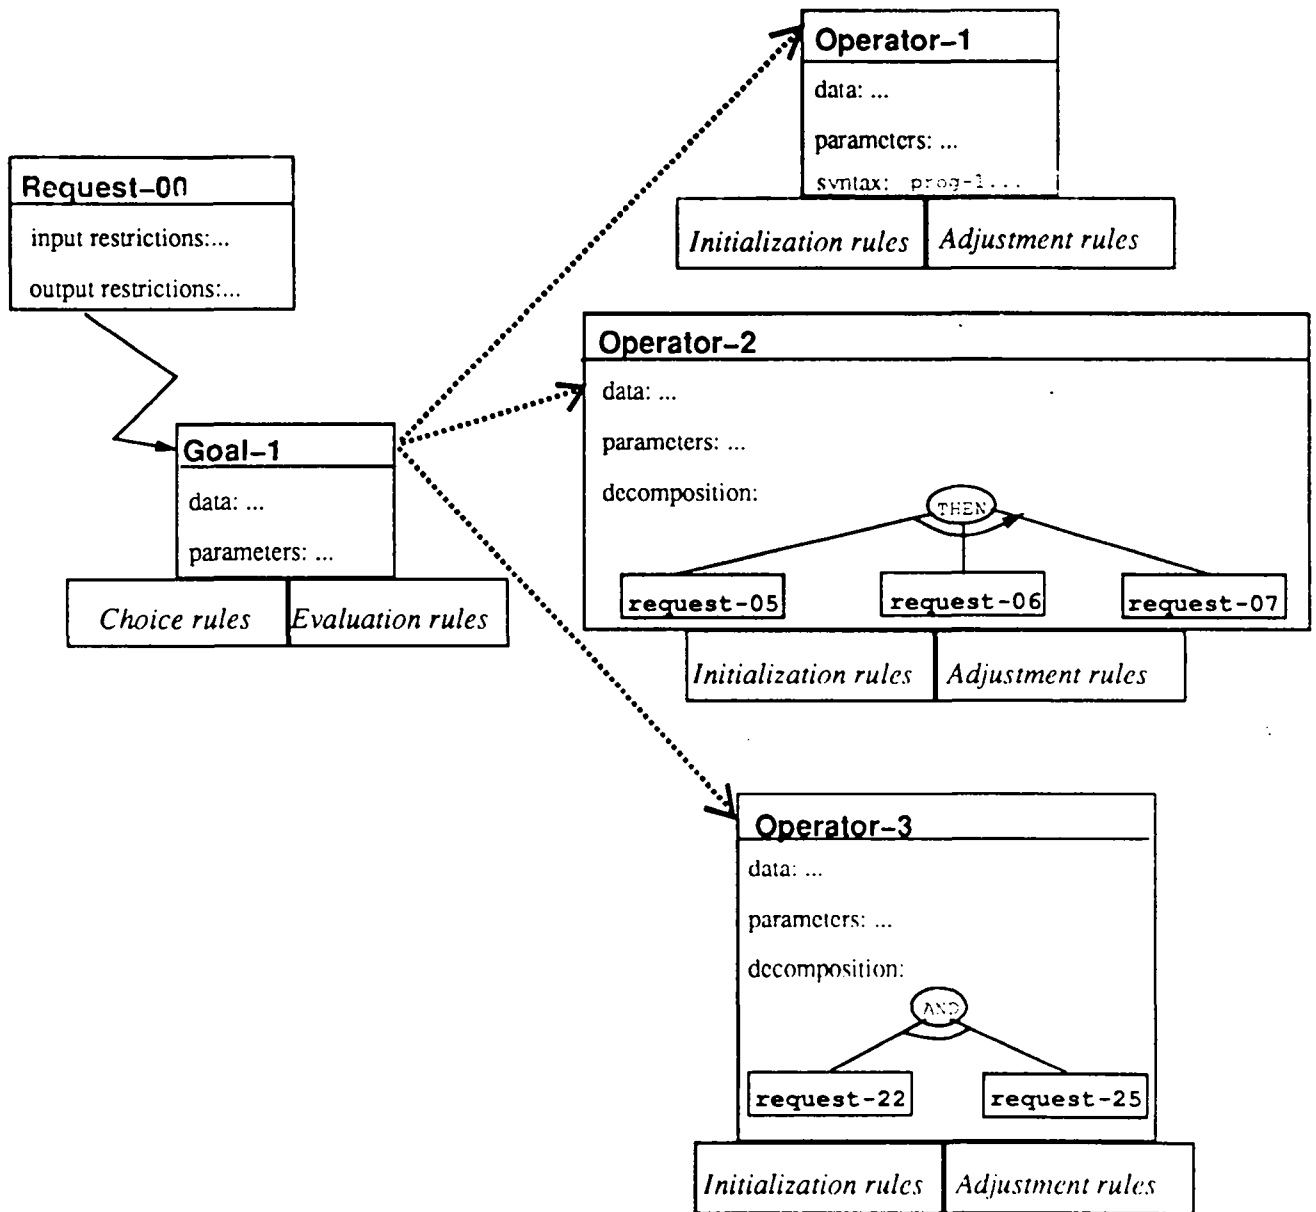 Operator–1
data: ...
parameters: ...
syntax: prog-1...
Initialization rules Adjustment rules
Request–00
input restrictions:...
output restrictions:...
Goal–1
data: ...
parameters: ...
Choice rules Evaluation rules
Operator–2
data: ...
parameters: ...
decomposition:
THEN
request-05 request-06 request-07
Initialization rules Adjustment rules
Operator–3
data: ...
parameters: ...
decomposition:
AND
request-22 request-25
Initialization rules Adjustment rules